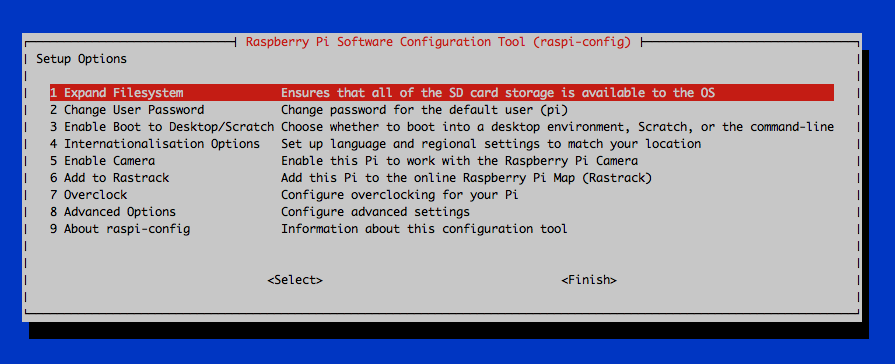 Raspberry Pi Software Configuration Tool (raspi-config)
Setup Options
1 Expand Filesystem Ensures that all of the SD card storage is available to the OS
2 Change User Password Change password for the default user (pi)
3 Enable Boot to Desktop/Scratch Choose whether to boot into a desktop environment, Scratch, or the command-line
4 Internationalisation Options Set up language and regional settings to match your location
5 Enable Camera Enable this Pi to work with the Raspberry Pi Camera
6 Add to Rastrack Add this Pi to the online Raspberry Pi Map (Rastrack)
7 Overclock Configure overclocking for your Pi
8 Advanced Options Configure advanced settings
9 About raspi-config Information about this configuration tool
<Select> <Finish>